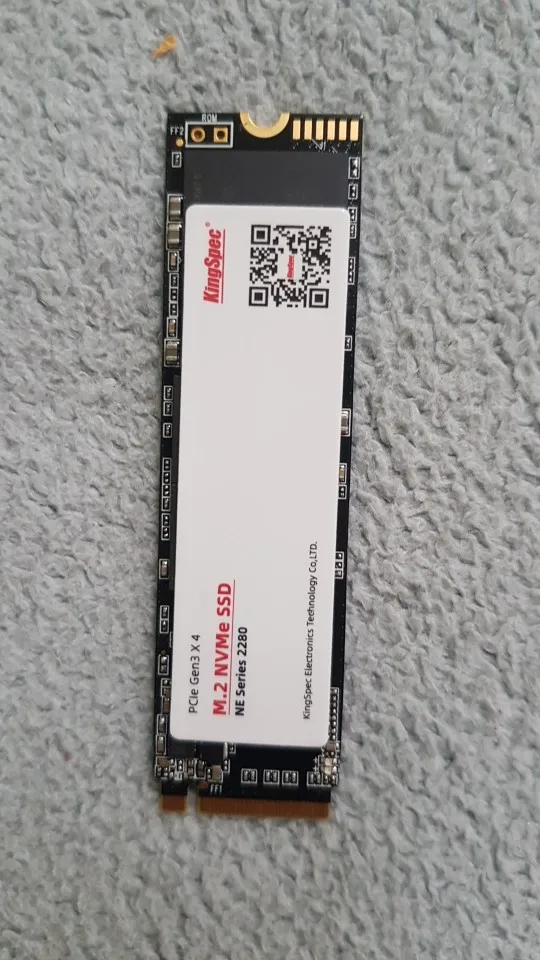 ROM
FF2
KingSpec®
PCIe Gen3 X 4
M.2 NVMe SSD
NE Series 2280
KingSpec Electronics Technology Co,LTD.